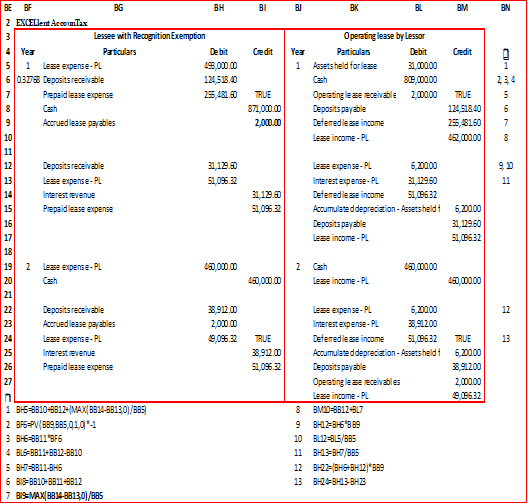 BE BF BG BH BI BJ BK BL BM BN
2 EXCELlent AccounTax
3 Lessee with Recognition Exemption Operating lease by Lessor
4 Year Particulars Debit Credit Year Particulars Debit Credit
5 1 Lease expense - PL 493,000.00 1 Assets held for lease 31,000.00 1
6 0.32768 Deposits receivable 124,518.40 Cash 809,000.00 2, 3, 4
7 Prepaid lease expense 255,481.60 TRUE Operating lease receivable 2,000.00 TRUE 5
8 Cash 871,000.00 Deposits payable 124,518.40 6
9 Accrued lease payables 2,000.00 Deferred lease income 255,481.60 7
10 Lease income - PL 462,000.00 8
11
12 Deposits receivable 31,129.60 Lease expense - PL 6,200.00 9, 10
13 Lease expense - PL 51,096.32 Interest expense - PL 31,129.60 11
14 Interest revenue 31,129.60 Deferred lease income 51,096.32
15 Prepaid lease expense 51,096.32 Accumulated depreciation - Assets held f 6,200.00
16 Deposits payable 31,129.60
17 Lease income - PL 51,096.32
18
19 2 Lease expense - PL 460,000.00 2 Cash 460,000.00
20 Cash 460,000.00 Lease income - PL 460,000.00
21
22 Deposits receivable 38,912.00 Lease expense - PL 6,200.00 12
23 Accrued lease payables 2,000.00 Interest expense - PL 38,912.00
24 Lease expense - PL 49,096.32 TRUE Deferred lease income 51,096.32 TRUE 13
25 Interest revenue 38,912.00 Accumulated depreciation - Assets held f 6,200.00
26 Prepaid lease expense 51,096.32 Deposits payable 38,912.00
27 Operating lease receivables 2,000.00
Lease income - PL 49,096.32
1 BH5=BB10+BB12+(MAX(BB14-BB13,0)/BB5) 8 BM10=BB12+BL7
2 BF6=PV(BB9,BB5,0,1,0)*-1 9 BH12=BH6*BB9
3 BH6=BB11*BF6 10 BL12=BL5/BB5
4 BL6=BB11+BB12-BB10 11 BH13=BH7/BB5
5 BH7=BB11-BH6 12 BH22=(BH6+BH12)*BB9
6 BI8=BB10+BB11+BB12 13 BH24=BH13-BH23
7 BI9=MAX(BB14-BB13,0)/BB5